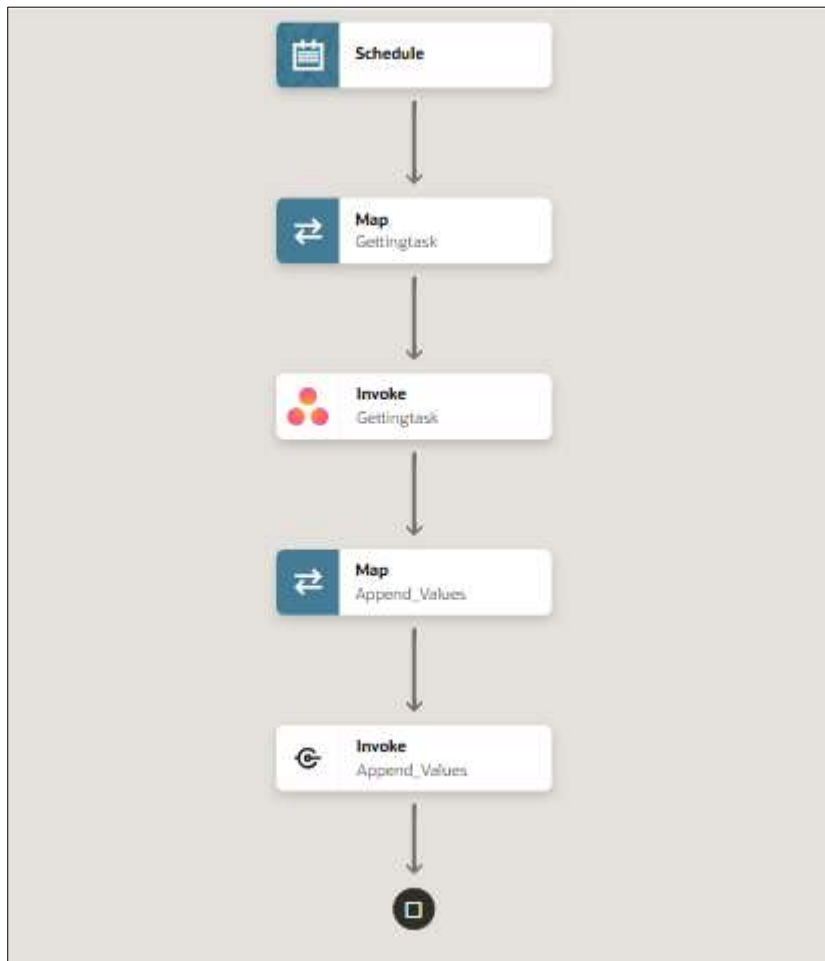 Schedule
Map
Gettingtask
Invoke
Gettingtask
Map
Append_Values
Invoke
Append_Values